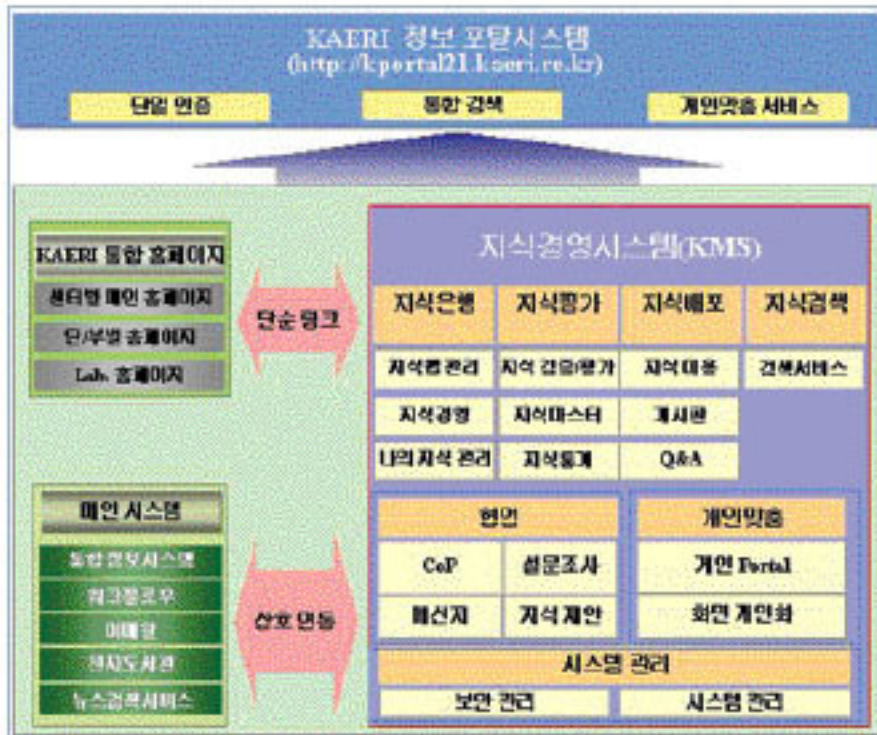 KAERI 정보 포탈시스템
(http://kportal21.kaeri.re.kr)
단일 인증
통합 검색
개인맞춤 서비스
KAERI 통합 홈페이지
센터별 메인 홈페이지
단/부별 홈페이지
Lab. 홈페이지
단순 링크
지식경영시스템(KMS)
지식은행 지식평가 지식배포 지식검색
지식맵 관리 지식 검증/평가 지식 이용 검색서비스
지식경영 지식마스터 게시판
나의 지식 관리 지식통계 Q&A
메인 시스템
통합정보시스템
워크플로우
이메일
전자도서관
뉴스검색서비스
상호 연동
협업
CoP 설문조사
메신저 지식 제안
개인맞춤
개인 Portal
화면 개인화
시스템 관리
보안 관리 시스템 관리